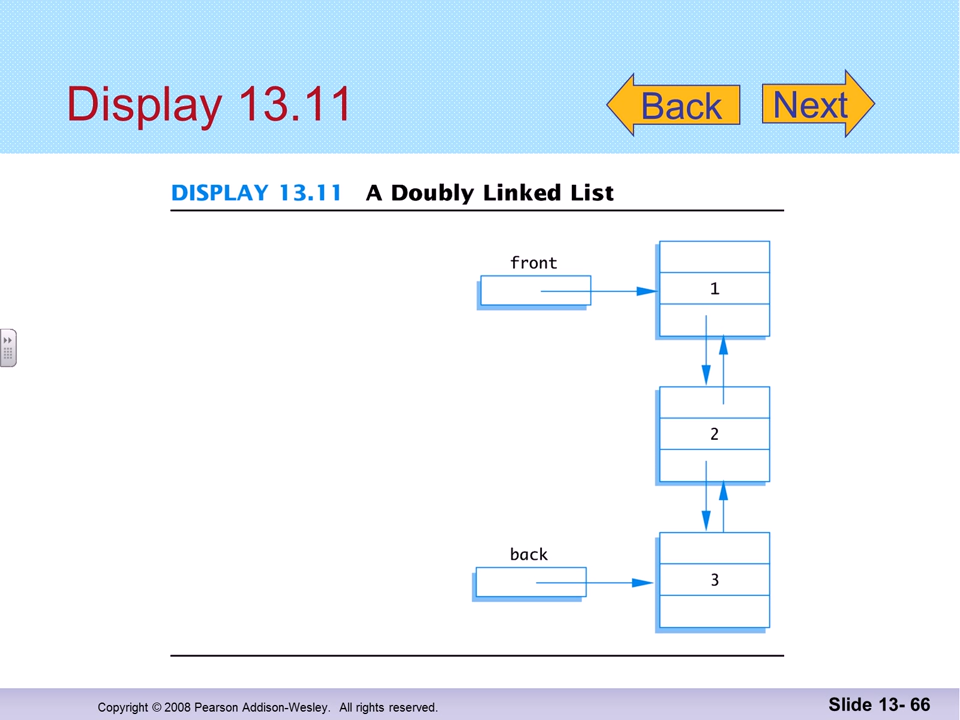 Display 13.11
Back
Next
DISPLAY 13.11 A Doubly Linked List
front
1
2
back
3
Copyright © 2008 Pearson Addison-Wesley. All rights reserved.
Slide 13- 66